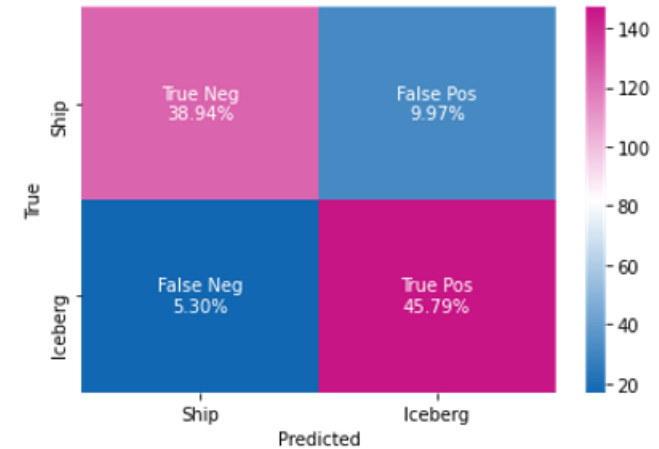 True Neg
38.94%
False Pos
9.97%
False Neg
5.30%
True Pos
45.79%
Ship
Iceberg
True
Ship
Iceberg
Predicted
140
120
100
80
60
40
20